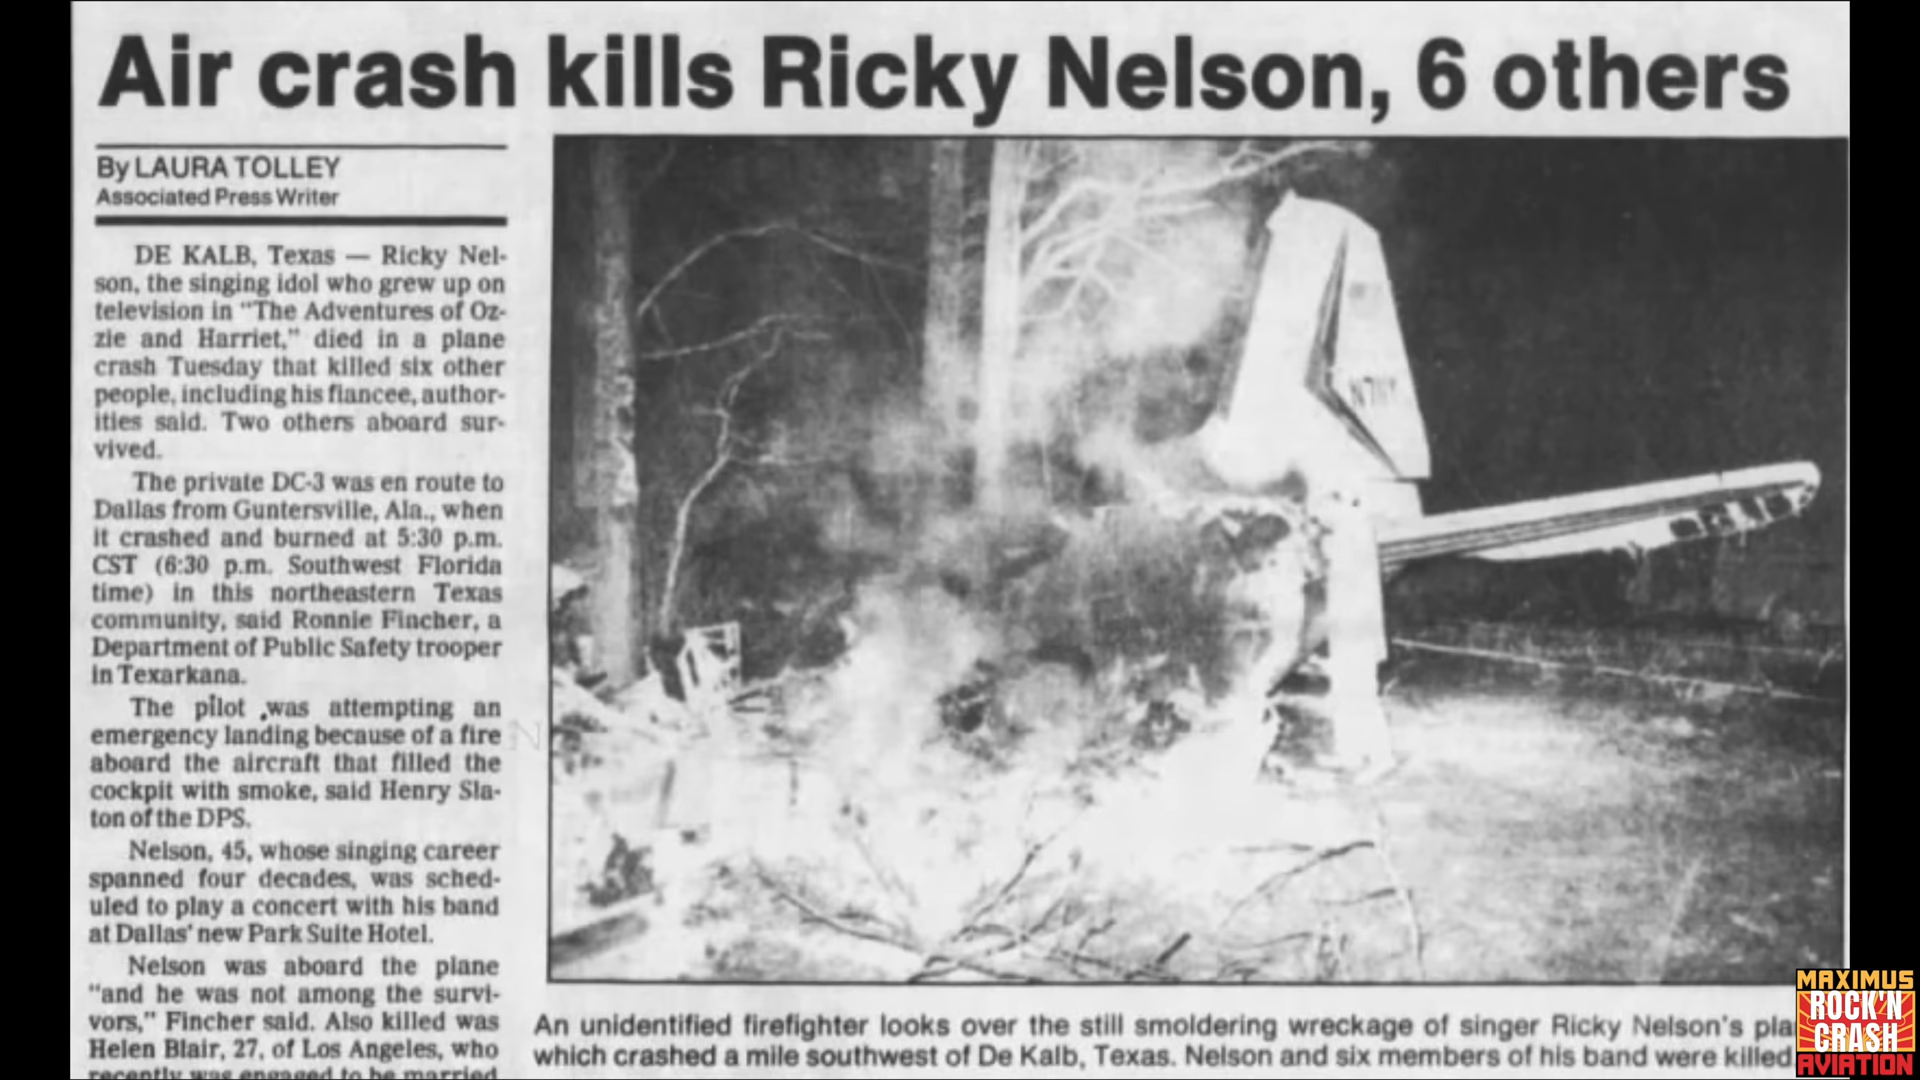 Air crash kills Ricky Nelson, 6 others
By LAURA TOLLEY
Associated Press Writer
DE KALB, Texas — Ricky Nel-
son, the singing idol who grew up on
television in "The Adventures of Oz-
zie and Harriet," died in a plane
crash Tuesday that killed six other
people, including his fiancee, author-
ities said. Two others aboard sur-
vived.
The private DC-3 was en route to
Dallas from Guntersville, Ala., when
it crashed and burned at 5:30 p.m.
CST (6:30 p.m. Southwest Florida
time) in this northeastern Texas
community, said Ronnie Fincher, a
Department of Public Safety trooper
in Texarkana.
The pilot was attempting an
emergency landing because of a fire
aboard the aircraft that filled the
cockpit with smoke, said Henry Sla-
ton of the DPS.
Nelson, 45, whose singing career
spanned four decades, was sched-
uled to play a concert with his band
at Dallas' new Park Suite Hotel.
Nelson was aboard the plane
"and he was not among the survi-
vors," Fincher said. Also killed was
Helen Blair, 27, of Los Angeles, who
recently was engaged to be married
An unidentified firefighter looks over the still smoldering wreckage of singer Ricky Nelson's pla
which crashed a mile southwest of De Kalb, Texas. Nelson and six members of his band were killed
MAXIMUS
ROCK'N
CRASH
AVIATION